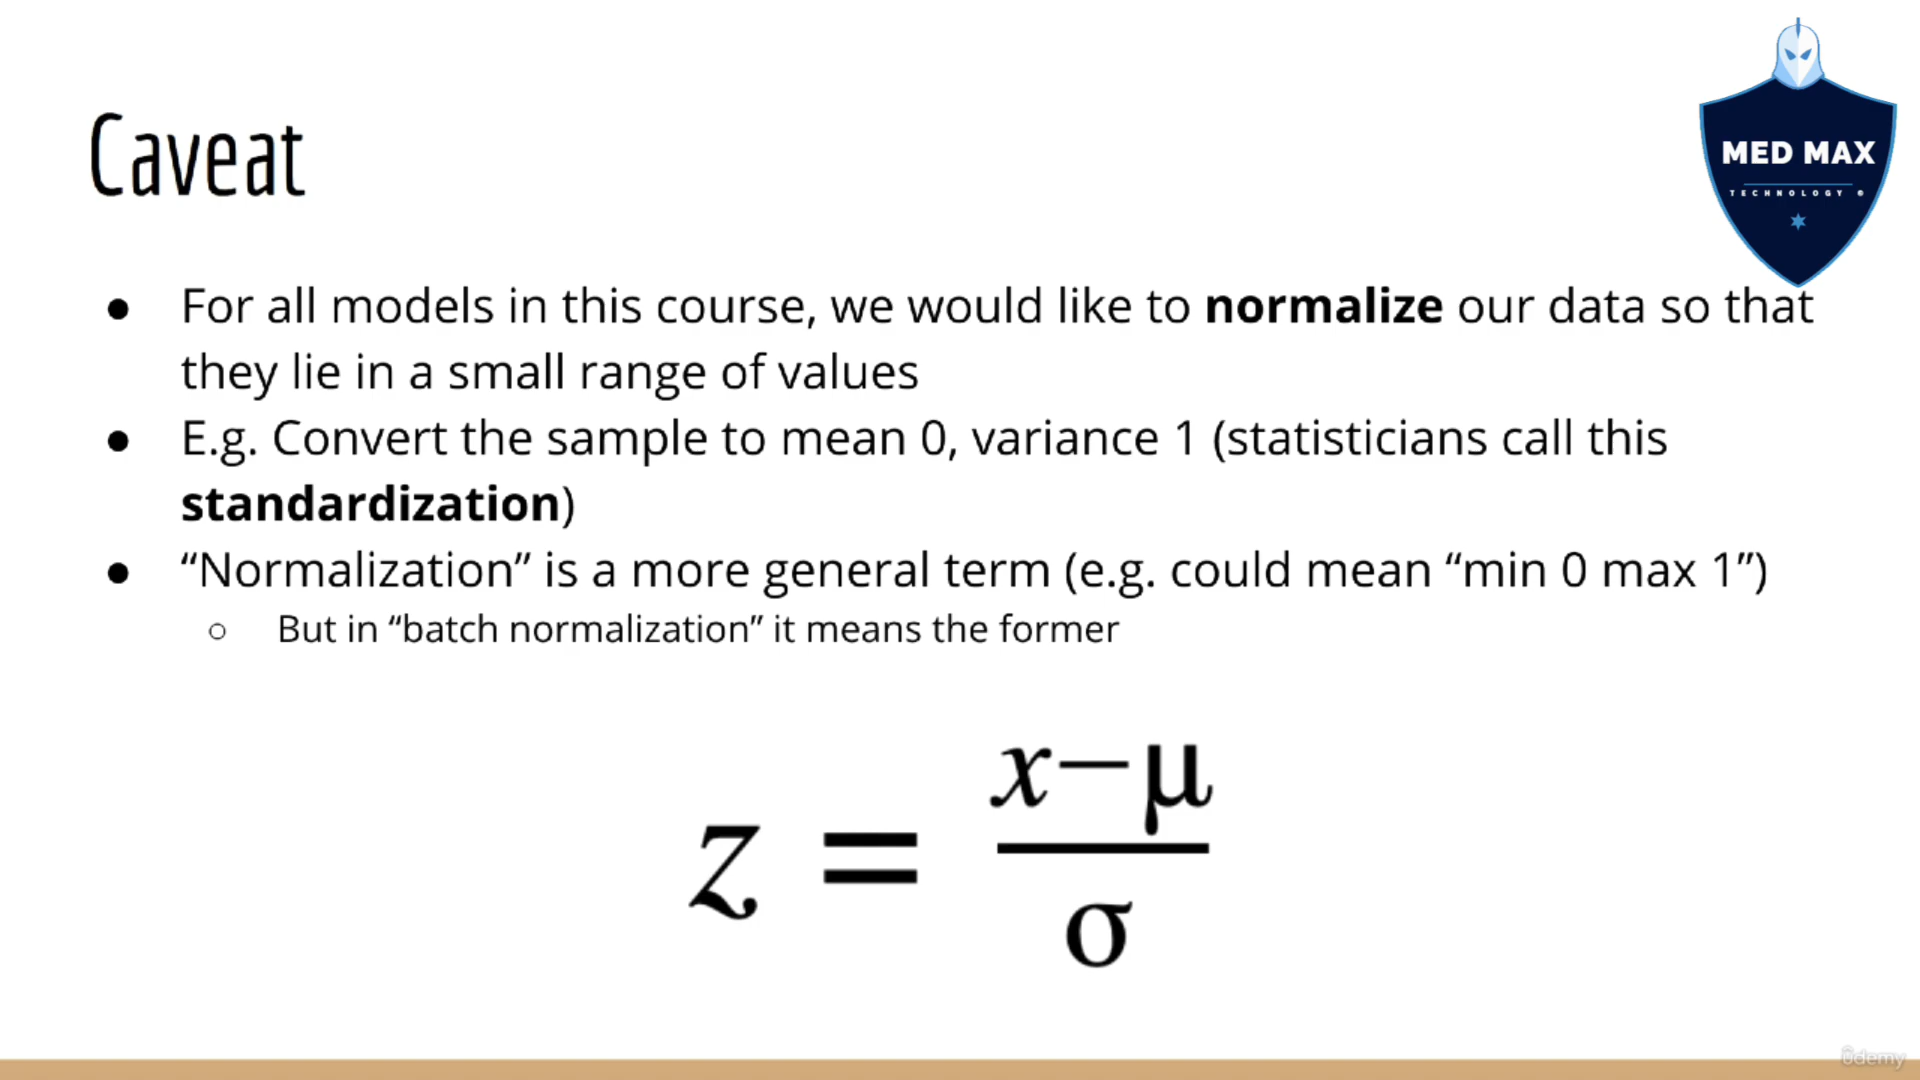 MED MAX
TECHNOLOGY
Caveat
● For all models in this course, we would like to normalize our data so that
they lie in a small range of values
● E.g. Convert the sample to mean 0, variance 1 (statisticians call this
standardization)
● “Normalization” is a more general term (e.g. could mean “min 0 max 1”)
○ But in “batch normalization” it means the former
z = x−μ
σ
ûdemy